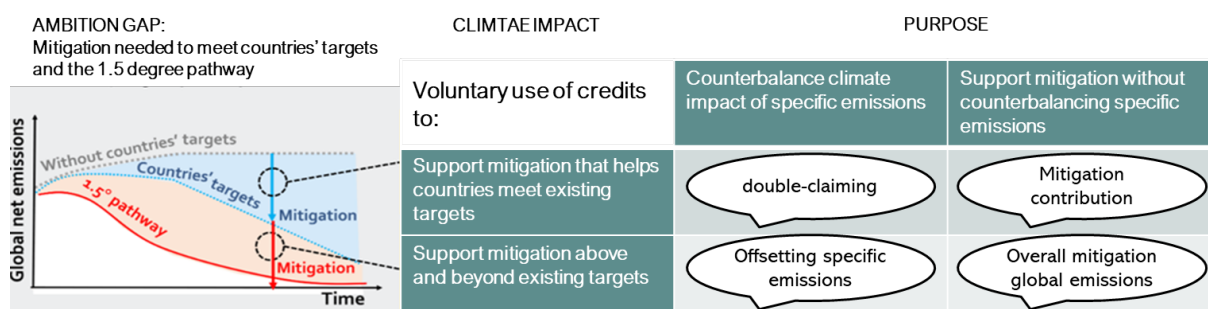 AMBITION GAP:
Mitigation needed to meet countries' targets
and the 1.5 degree pathway
Global net emissions
Without countries' targets
Countries' targets
1.5° pathway
Mitigation
Mitigation
Time
CLIMTAE IMPACT
PURPOSE
Voluntary use of credits
to:
Counterbalance climate
impact of specific emissions
Support mitigation without
counterbalancing specific
emissions
Support mitigation that helps
countries meet existing
targets
double-claiming
Mitigation
contribution
Support mitigation above
and beyond existing targets
Offsetting specific
emissions
Overall mitigation
global emissions